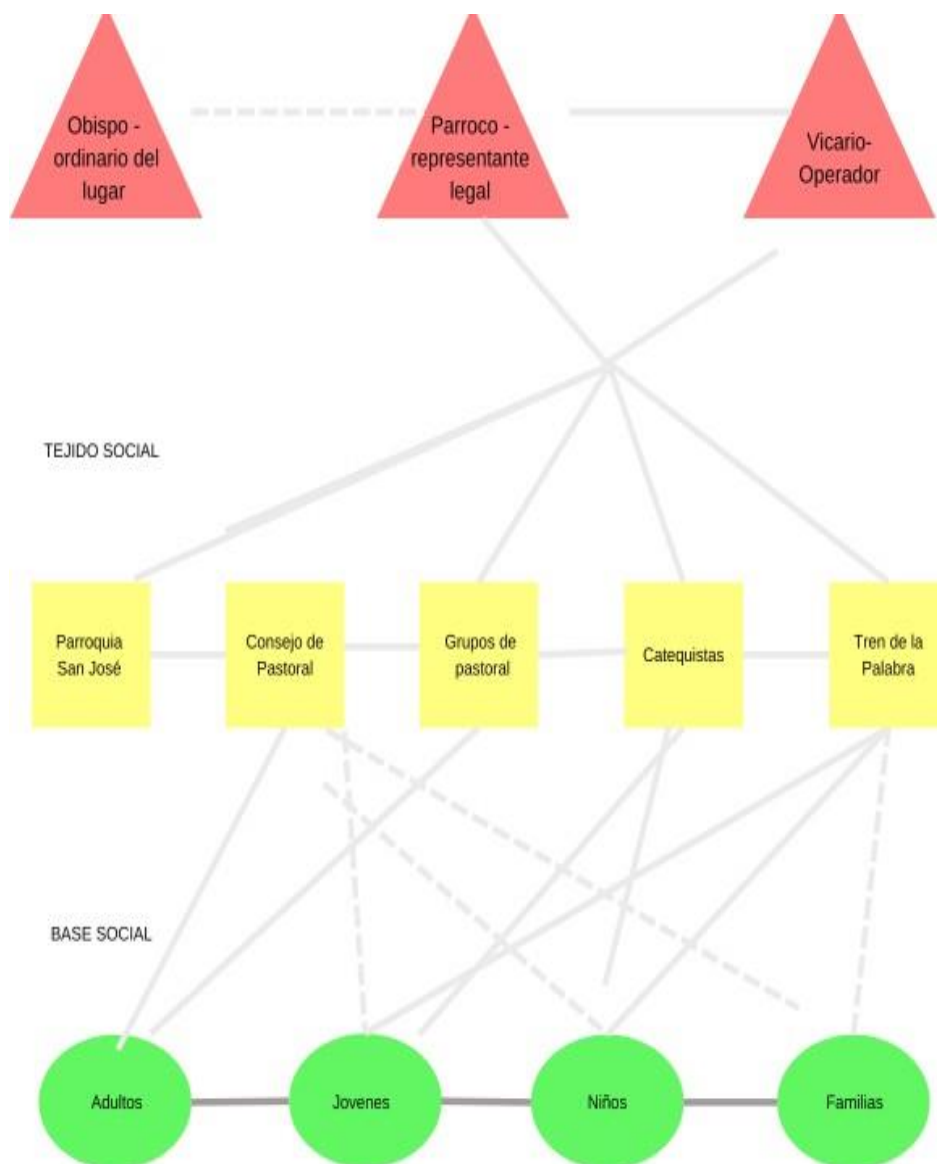 Obispo -
ordinario del
lugar
Parroco -
representante
legal
Vicario-
Operador
TEJIDO SOCIAL
Parroquia
San José
Consejo de
Pastoral
Grupos de
pastoral
Catequistas
Tren de la
Palabra
BASE SOCIAL
Adultos
Jovenes
Niños
Familias